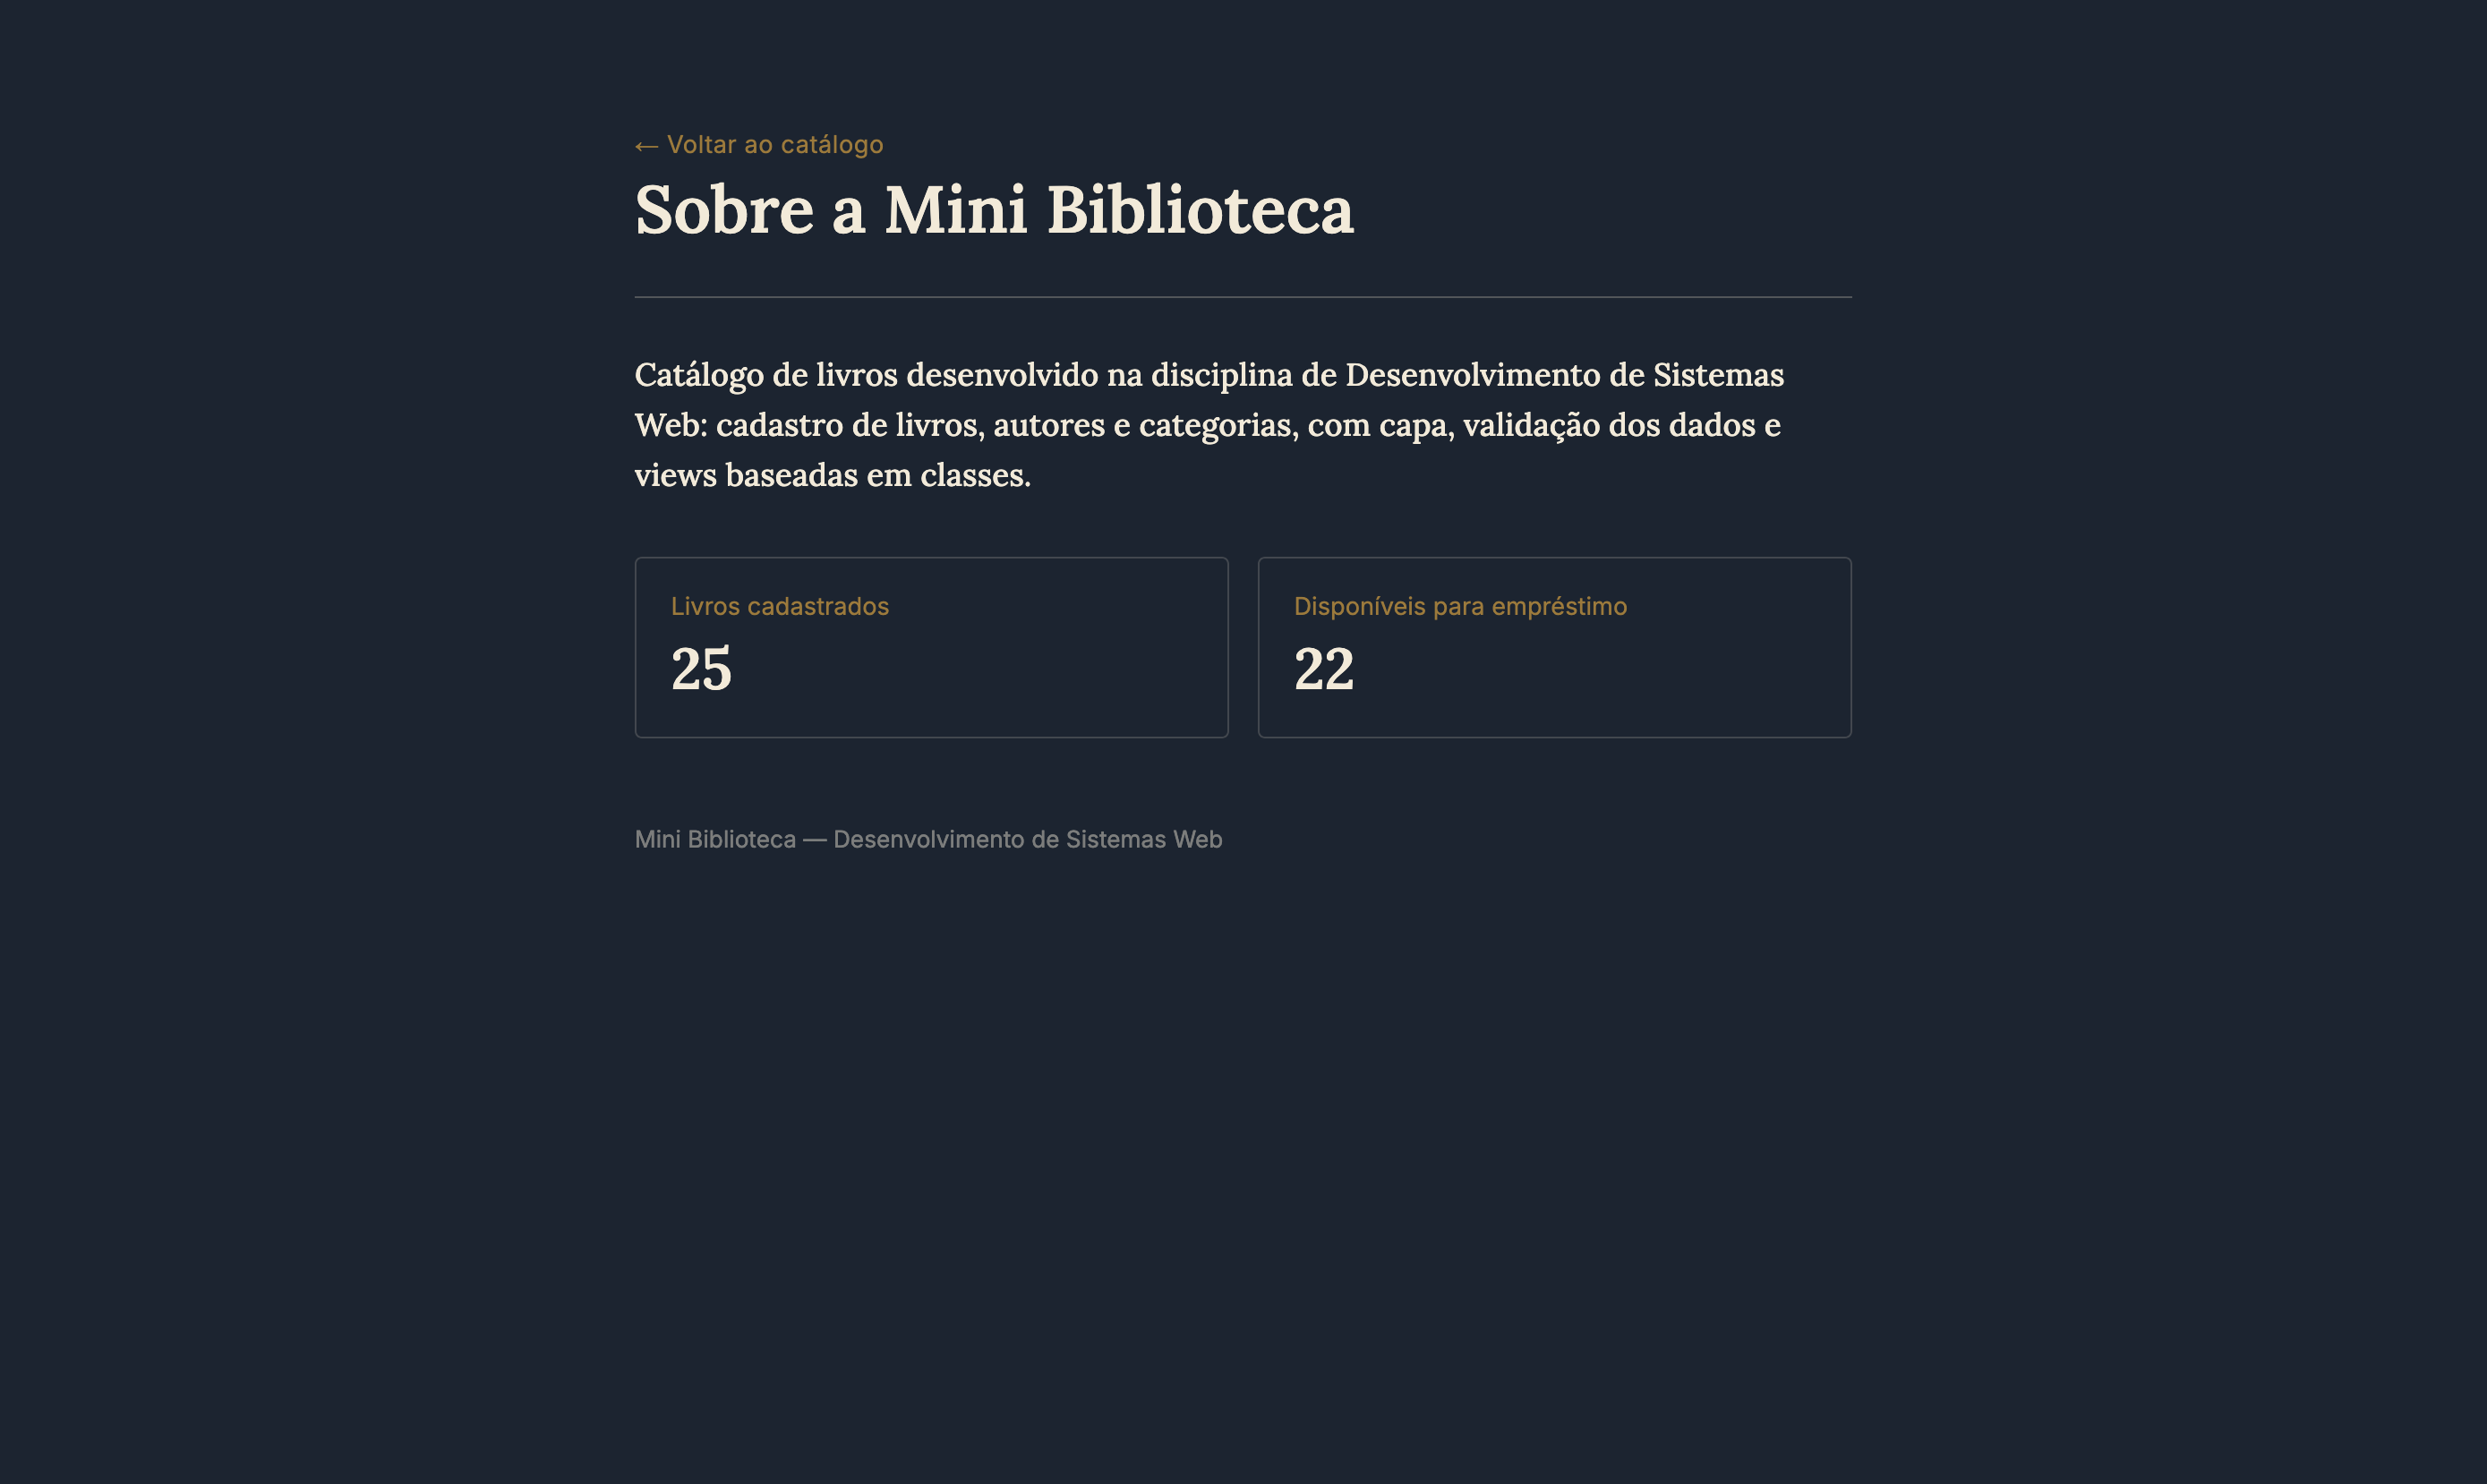 ← Voltar ao catálogo
Sobre a Mini Biblioteca
Catálogo de livros desenvolvido na disciplina de Desenvolvimento de Sistemas
Web: cadastro de livros, autores e categorias, com capa, validação dos dados e
views baseadas em classes.
Livros cadastrados
25
Disponíveis para empréstimo
22
Mini Biblioteca — Desenvolvimento de Sistemas Web